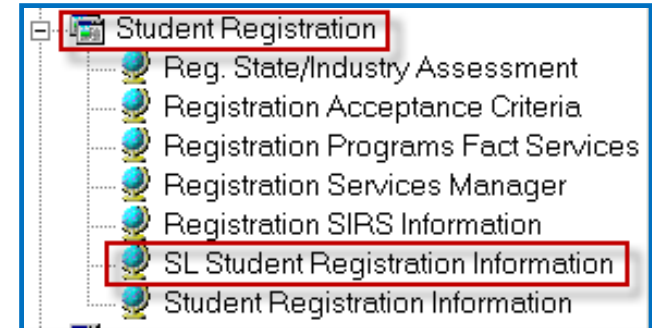 Student Registration
Reg. State/Industry Assessment
Registration Acceptance Criteria
Registration Programs Fact Services
Registration Services Manager
Registration SIRS Information
SL Student Registration Information
Student Registration Information